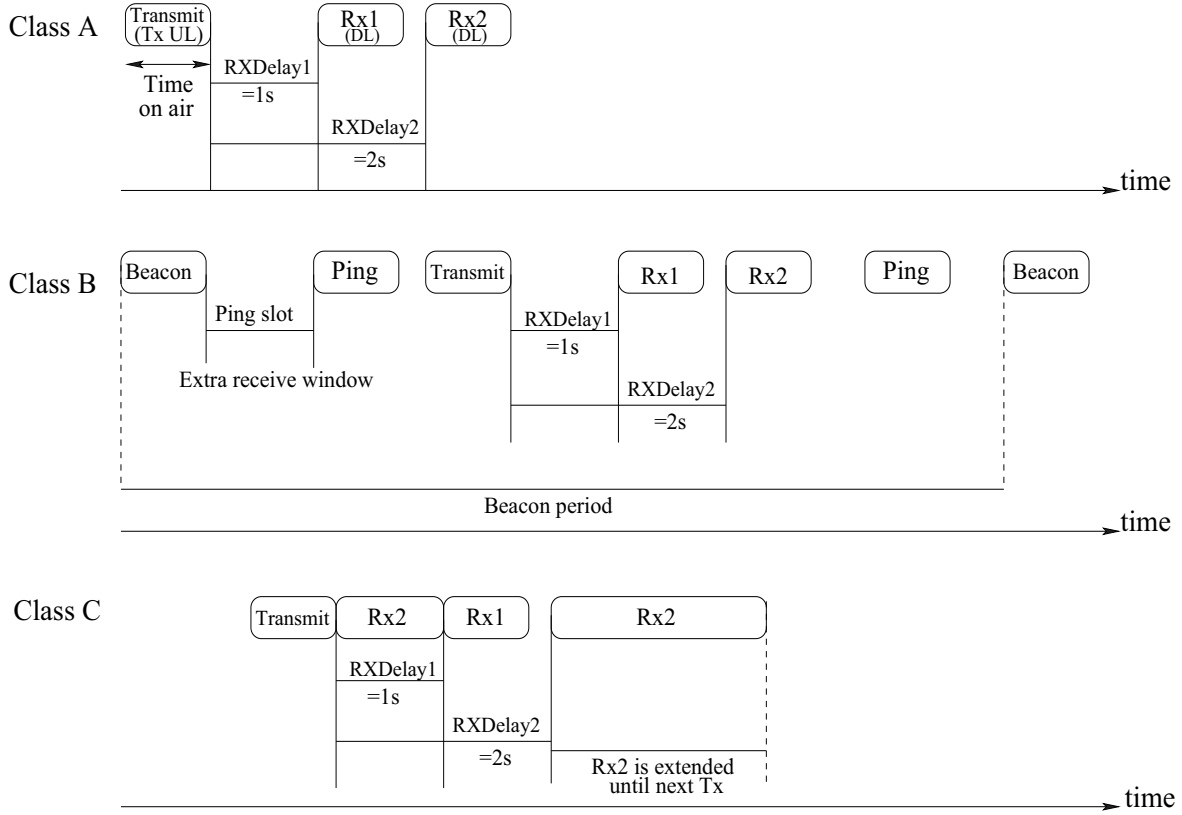 Class A
Transmit
(Tx UL)
Rx1
(DL)
Rx2
(DL)
RXDelay1
=1s
Time
on air
RXDelay2
=2s
time
Class B
Beacon
Ping
Transmit
Rx1
Rx2
Ping
Beacon
Ping slot
RXDelay1
=1s
Extra receive window
RXDelay2
=2s
Beacon period
time
Class C
Transmit
Rx2
Rx1
Rx2
RXDelay1
=1s
RXDelay2
=2s
Rx2 is extended
until next Tx
time